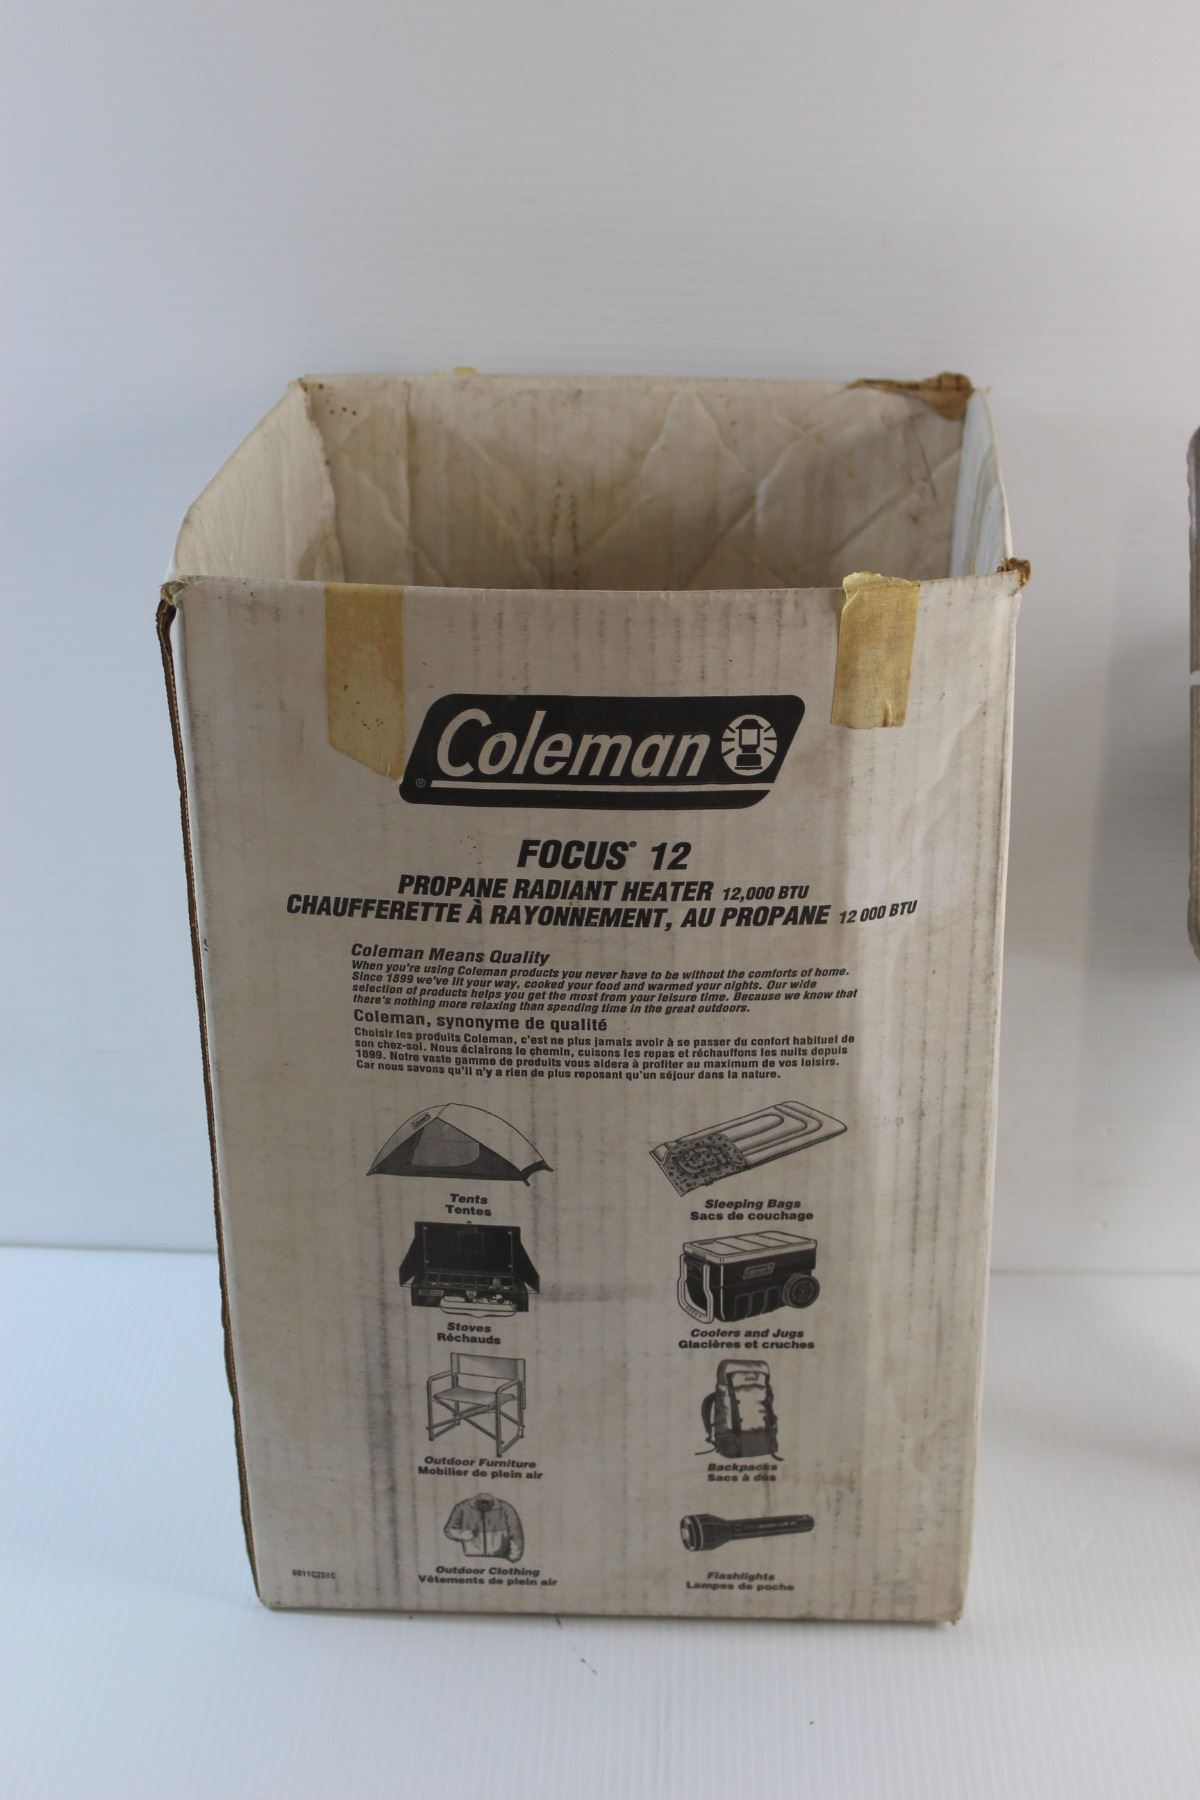 Coleman
FOCUS® 12
PROPANE RADIANT HEATER 12,000 BTU
CHAUFFERETTE À RAYONNEMENT, AU PROPANE 12 000 BTU
Coleman Means Quality
When you're using Coleman products you never have to be without the comforts of home.
Since 1899 we've lit your way, cooked your food and warmed your nights. Our wide
selection of products helps you get the most from your leisure time. Because we know that
there's nothing more relaxing than spending time in the great outdoors.
Coleman, synonyme de qualité
Choisir les produits Coleman, c'est ne plus jamais avoir à se passer du confort habituel de
son chez-soi. Nous éclairons le chemin, cuisons les repas et réchauffons les nuits depuis
1899. Notre vaste gamme de produits vous aidera à profiter au maximum de vos loisirs.
Car nous savons qu'il n'y a rien de plus reposant qu'un séjour dans la nature.
Coleman
Tents
Tentes
Sleeping Bags
Sacs de couchage
Stoves
Réchauds
Coleman
Coolers and Jugs
Glacières et cruches
Outdoor Furniture
Mobilier de plein air
Backpacks
Sacs à dos
Outdoor Clothing
Vêtements de plein air
Flashlights
Lampes de poche